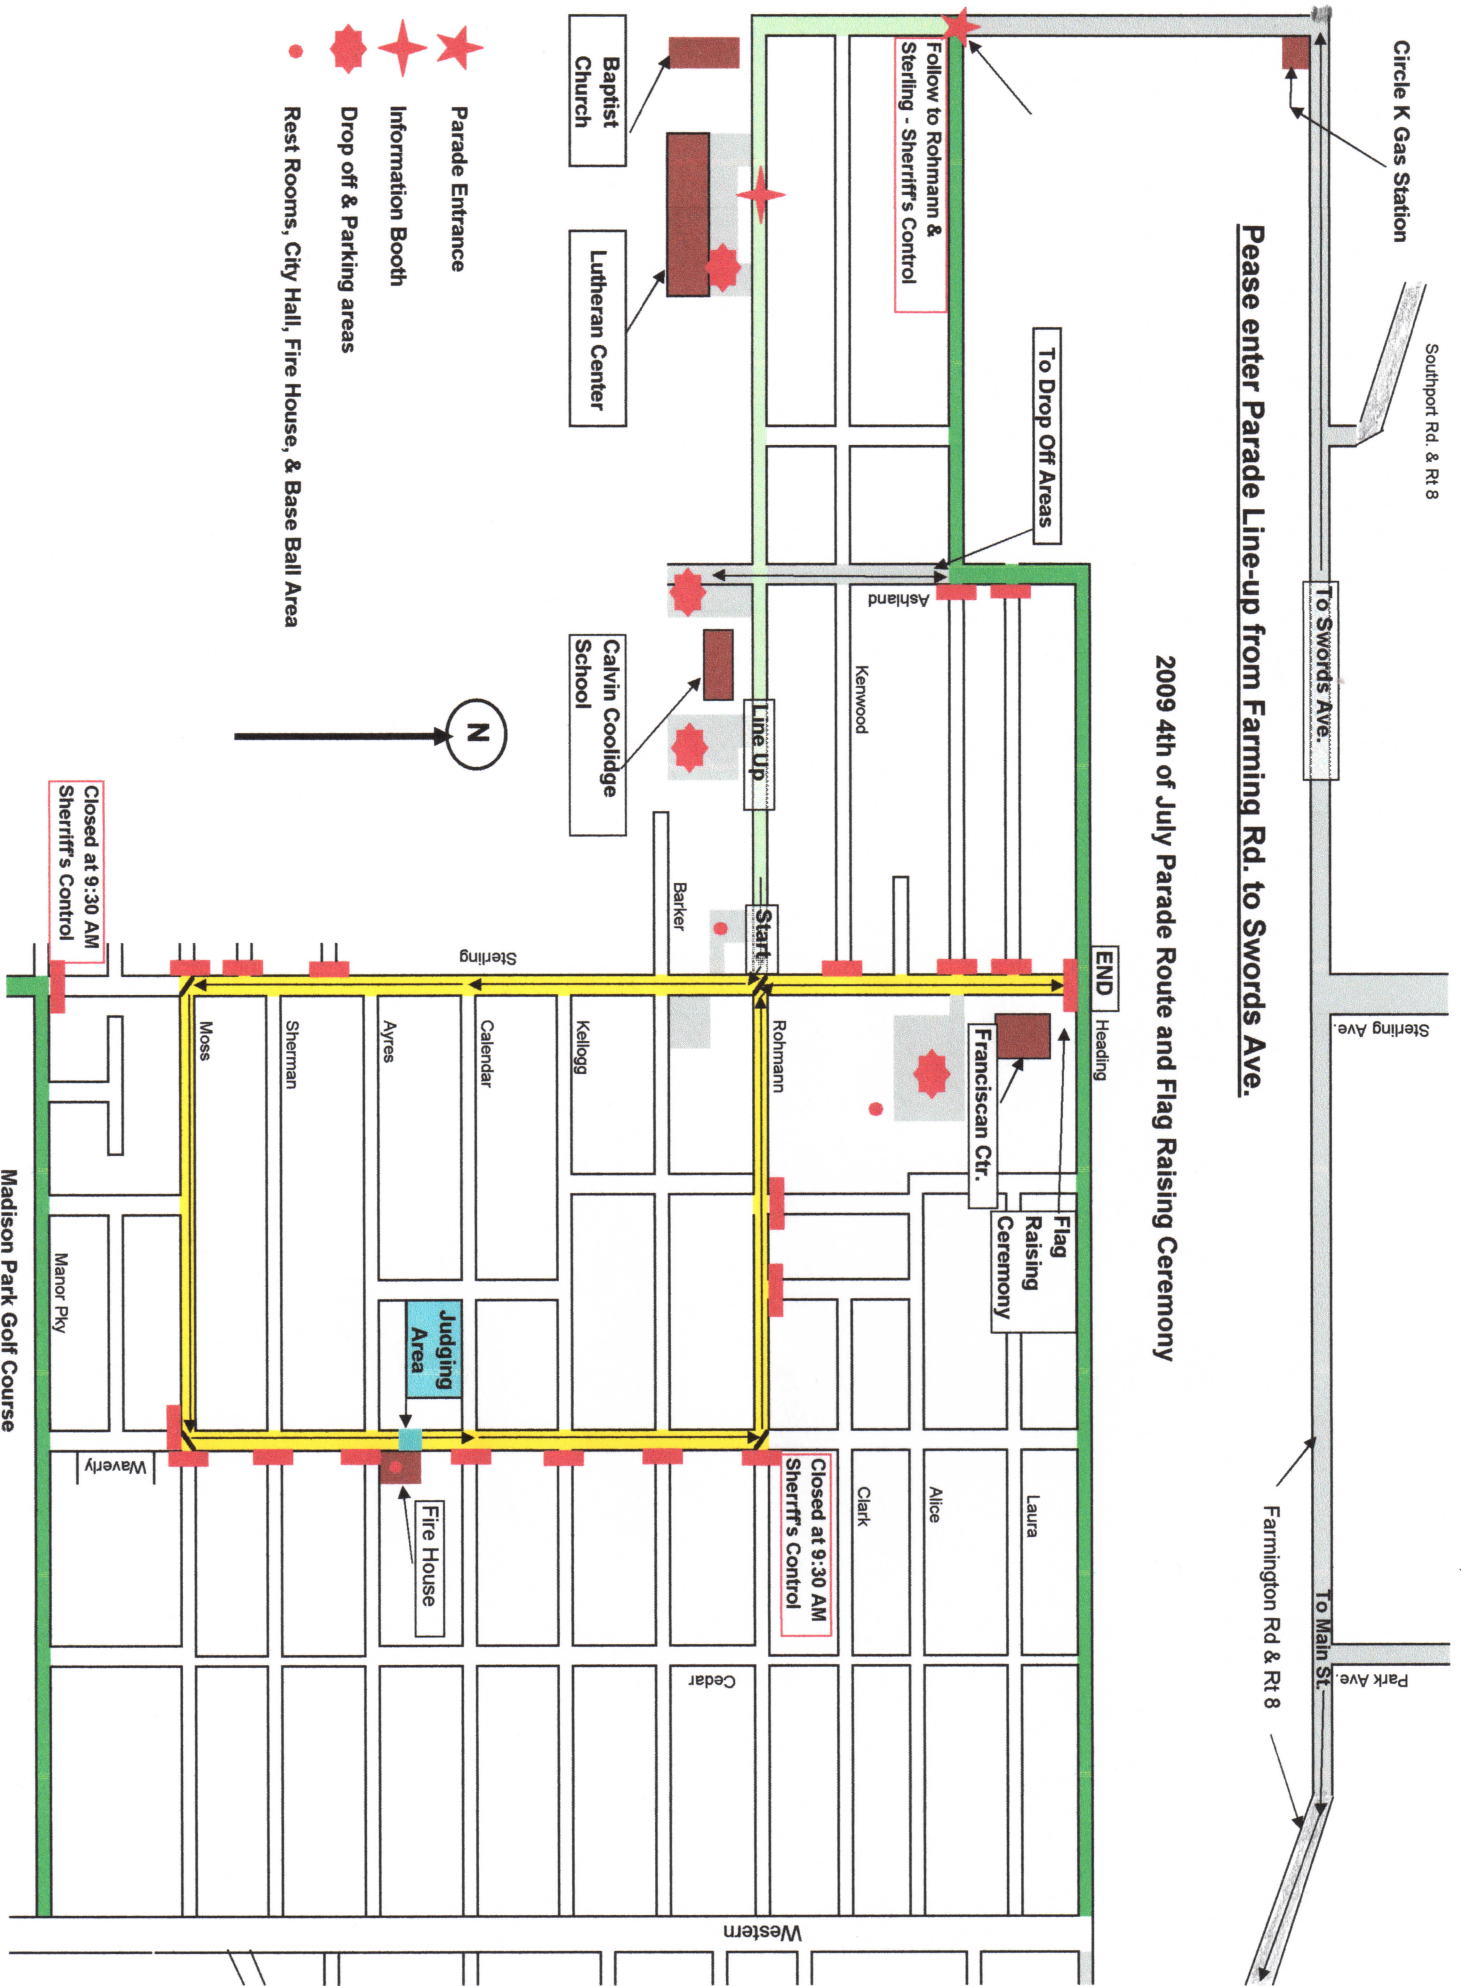 Circle K Gas Station
Southport Rd. & Rt 8
To Swords Ave.
Sterling Ave.
Park Ave.
To Main St.
Farmington Rd & Rt 8
Pease enter Parade Line-up from Farming Rd. to Swords Ave.
2009 4th of July Parade Route and Flag Raising Ceremony
Follow to Rohmann &
Sterling - Sherriff's Control
To Drop Off Areas
END
Heading
Flag
Raising
Ceremony
Franciscan Ctr.
Laura
Alice
Clark
Kenwood
Ashland
Closed at 9:30 AM
Sherrff's Control
Line Up
Start
Rohmann
Baptist
Church
Lutheran Center
Calvin Coolidge
School
Barker
Cedar
Western
Kellogg
Sterling
Calendar
Judging
Area
Fire House
Ayres
Sherman
Moss
Waverly
Manor Pky
Madison Park Golf Course
Closed at 9:30 AM
Sherriff's Control
N
Parade Entrance
Information Booth
Drop off & Parking areas
Rest Rooms, City Hall, Fire House, & Base Ball Area